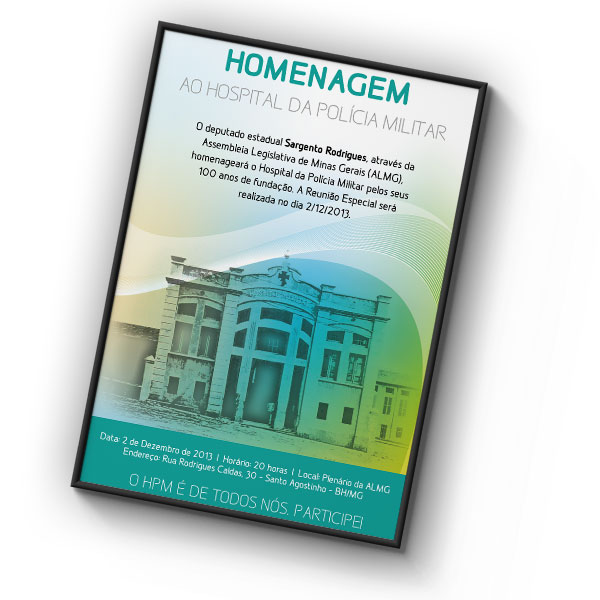 HOMENAGEM
AO HOSPITAL DA POLÍCIA MILITAR
O deputado estadual Sargento Rodrigues, através da
Assembleia Legislativa de Minas Gerais (ALMG),
homenageará o Hospital da Polícia Militar pelos seus
100 anos de fundação. A Reunião Especial será
realizada no dia 2/12/2013.
Data: 2 de Dezembro de 2013 | Horário: 20 horas | Local: Plenário da ALMG
Endereço: Rua Rodrigues Caldas, 30 - Santo Agostinho - BH/MG
O HPM É DE TODOS NÓS. PARTICIPE!